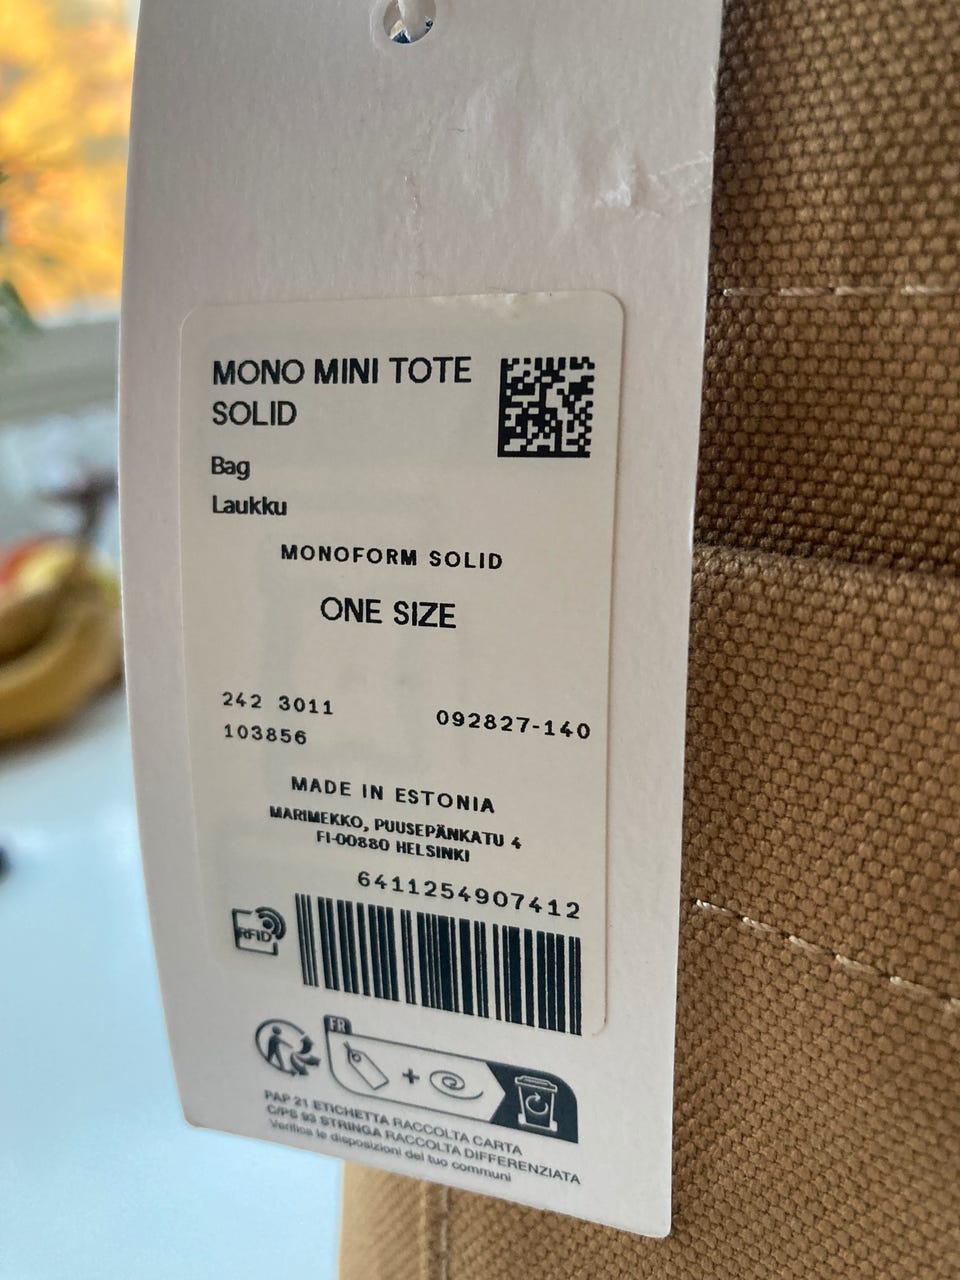 MONO MINI TOTE
SOLID
Bag
Laukku
MONOFORM SOLID
ONE SIZE
242 3011
103856
092827-140
MADE IN ESTONIA
MARIMEKKO, PUUSEPÄNKATU 4
FI-00880 HELSINKI
6411254907412
RFID
FR
PAP 21 ETICHETTA RACCOLTA CARTA
C/PS 93 STRINGA RACCOLTA DIFFERENZIATA
Verifica le disposizioni del tuo communi